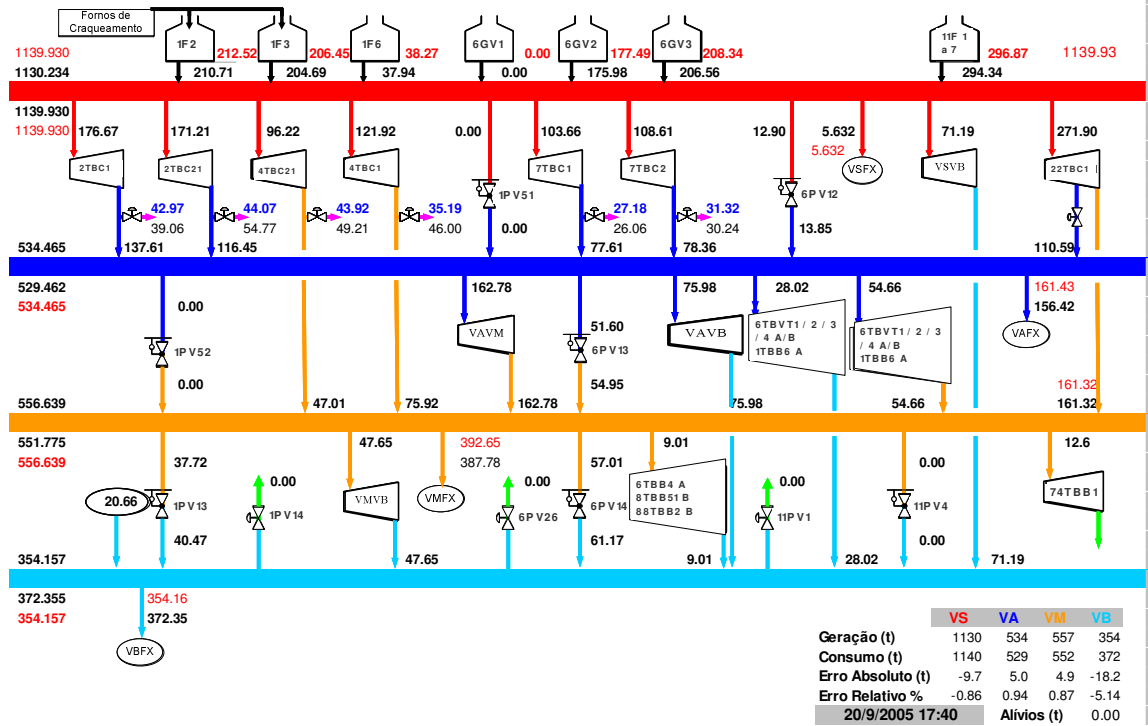 Fornos de
Craqueamento
1F2 1F3 1F6 6GV1 6GV2 6GV3 11F 1
a 7
1139.930 212.52 206.45 38.27 0.00 177.49 208.34 296.87 1139.93
1130.234 210.71 204.69 37.94 0.00 175.98 206.56 294.34
1139.930
1139.930 176.67 171.21 96.22 121.92 0.00 103.66 108.61 12.90 5.632 71.19 271.90
5.632
2TBC1 2TBC21 4TBC21 4TBC1 1PV51 7TBC1 7TBC2 6PV12 VSFX VSVB 22TBC1
42.97 44.07 43.92 35.19 27.18 31.32
39.06 54.77 49.21 46.00 0.00 26.06 30.24 13.85
534.465 137.61 116.45 77.61 78.36 110.59
529.462 162.78 75.98 28.02 54.66 161.43
534.465 0.00 156.42
1PV52 VAVM 51.60 6PV13 VAVB 6TBVT1 / 2 / 3
/ 4 A/B
1TBB6 A
6TBVT1 / 2 / 3
/ 4 A/B
1TBB6 A
VAFX
0.00 54.95 161.32
556.639 47.01 75.92 162.78 75.98 54.66 161.32
551.775 47.65 392.65 9.01 12.6
556.639 37.72 387.78 57.01 0.00
20.66 1PV13 0.00 1PV14 VMVB VMFX 0.00 6PV26 6PV14 6TBB4 A
8TBB51 B
88TBB2 B
0.00 11PV1 11PV4 74TBB1
40.47 61.17 0.00
354.157 47.65 9.01 28.02 71.19
372.355 354.16
354.157 372.35
VBFX
VS VA VM VB
Geração (t) 1130 534 557 354
Consumo (t) 1140 529 552 372
Erro Absoluto (t) -9.7 5.0 4.9 -18.2
Erro Relativo % -0.86 0.94 0.87 -5.14
20/9/2005 17:40 Alívios (t) 0.00